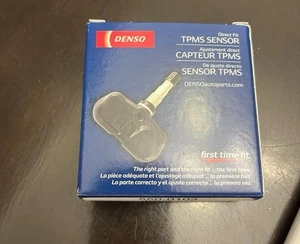 DENSO
Direct Fit
TPMS SENSOR
Ajustement direct
CAPTEUR TPMS
De ajuste directo
SENSOR TPMS
DENSOautoparts.com
first time fit
The right part and the right fit ... the first time.
La pièce adéquate et l'ajustage adéquat ... la première fois.
La parte correcta y el ajuste correcto ... la primera vez.